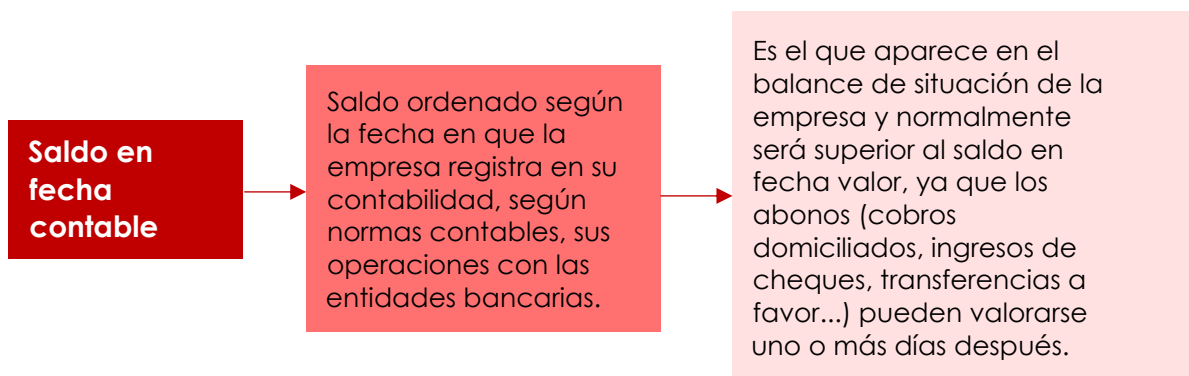 Saldo en
fecha
contable
Saldo ordenado según
la fecha en que la
empresa registra en su
contabilidad, según
normas contables, sus
operaciones con las
entidades bancarias.
Es el que aparece en el
balance de situación de la
empresa y normalmente
será superior al saldo en
fecha valor, ya que los
abonos (cobros
domiciliados, ingresos de
cheques, transferencias a
favor...) pueden valorarse
uno o más días después.